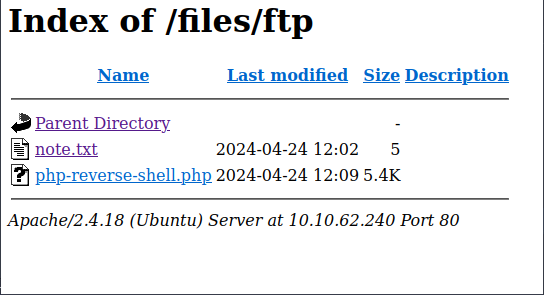 Index of /files/ftp
Name Last modified Size Description
Parent Directory -
note.txt 2024-04-24 12:02 5
php-reverse-shell.php 2024-04-24 12:09 5.4K
Apache/2.4.18 (Ubuntu) Server at 10.10.62.240 Port 80